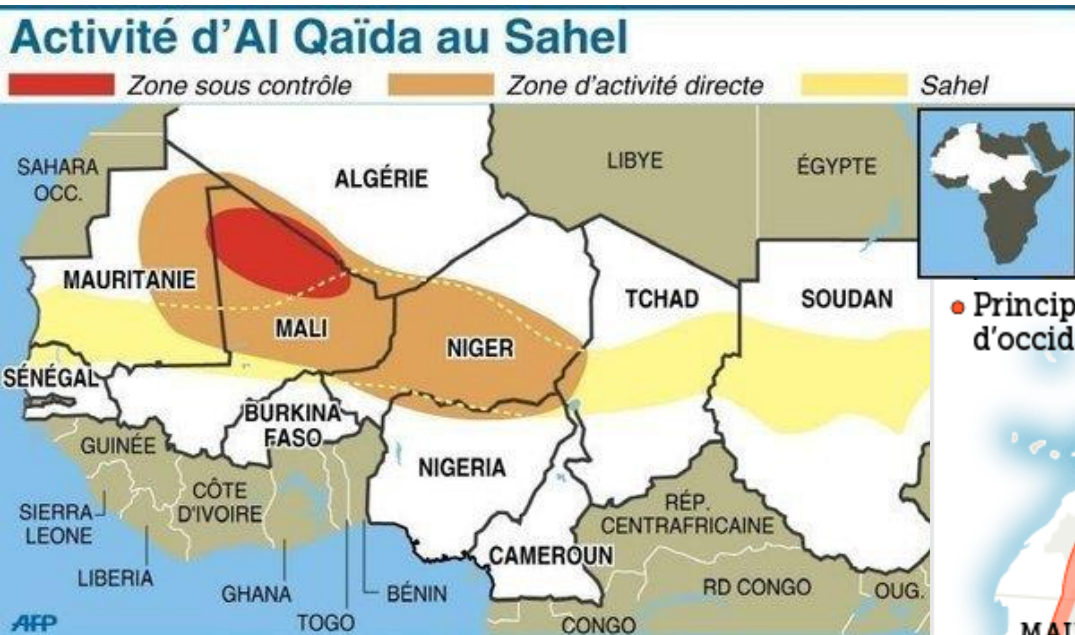 Activité d'Al Qaïda au Sahel
Zone sous contrôle
Zone d'activité directe
Sahel
SAHARA
OCC.
ALGÉRIE
LIBYE
ÉGYPTE
MAURITANIE
MALI
NIGER
TCHAD
SOUDAN
SÉNÉGAL
BURKINA
FASO
GUINÉE
NIGERIA
CÔTE
D'IVOIRE
SIERRA
LEONE
RÉP.
CENTRAFRICAINE
CAMEROUN
LIBERIA
GHANA
BÉNIN
RD CONGO
OUG.
AFP
TOGO
CONGO
Princip
d'occid